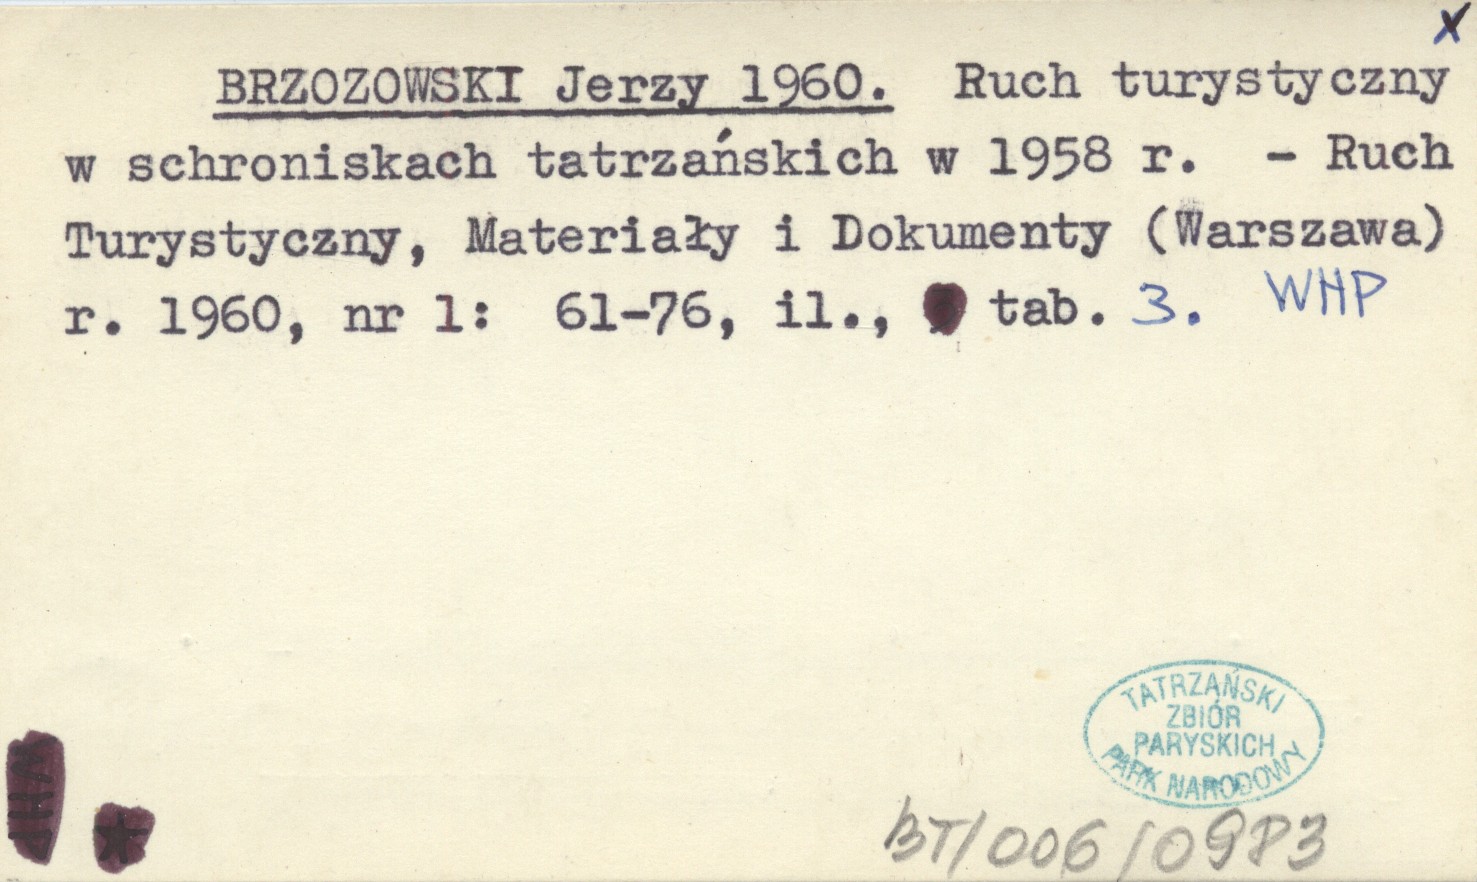 x
BRZOZOWSKI Jerzy 1960. Ruch turystyczny
w schroniskach tatrzańskich w 1958 r. - Ruch
Turystyczny, Materiały i Dokumenty (Warszawa)
r. 1960, nr 1: 61-76, il., tab. 3. WHP
TATRZAŃSKI
ZBIÓR
PARYSKICH
PARK NARODOWY
WHP
BT/006/0983